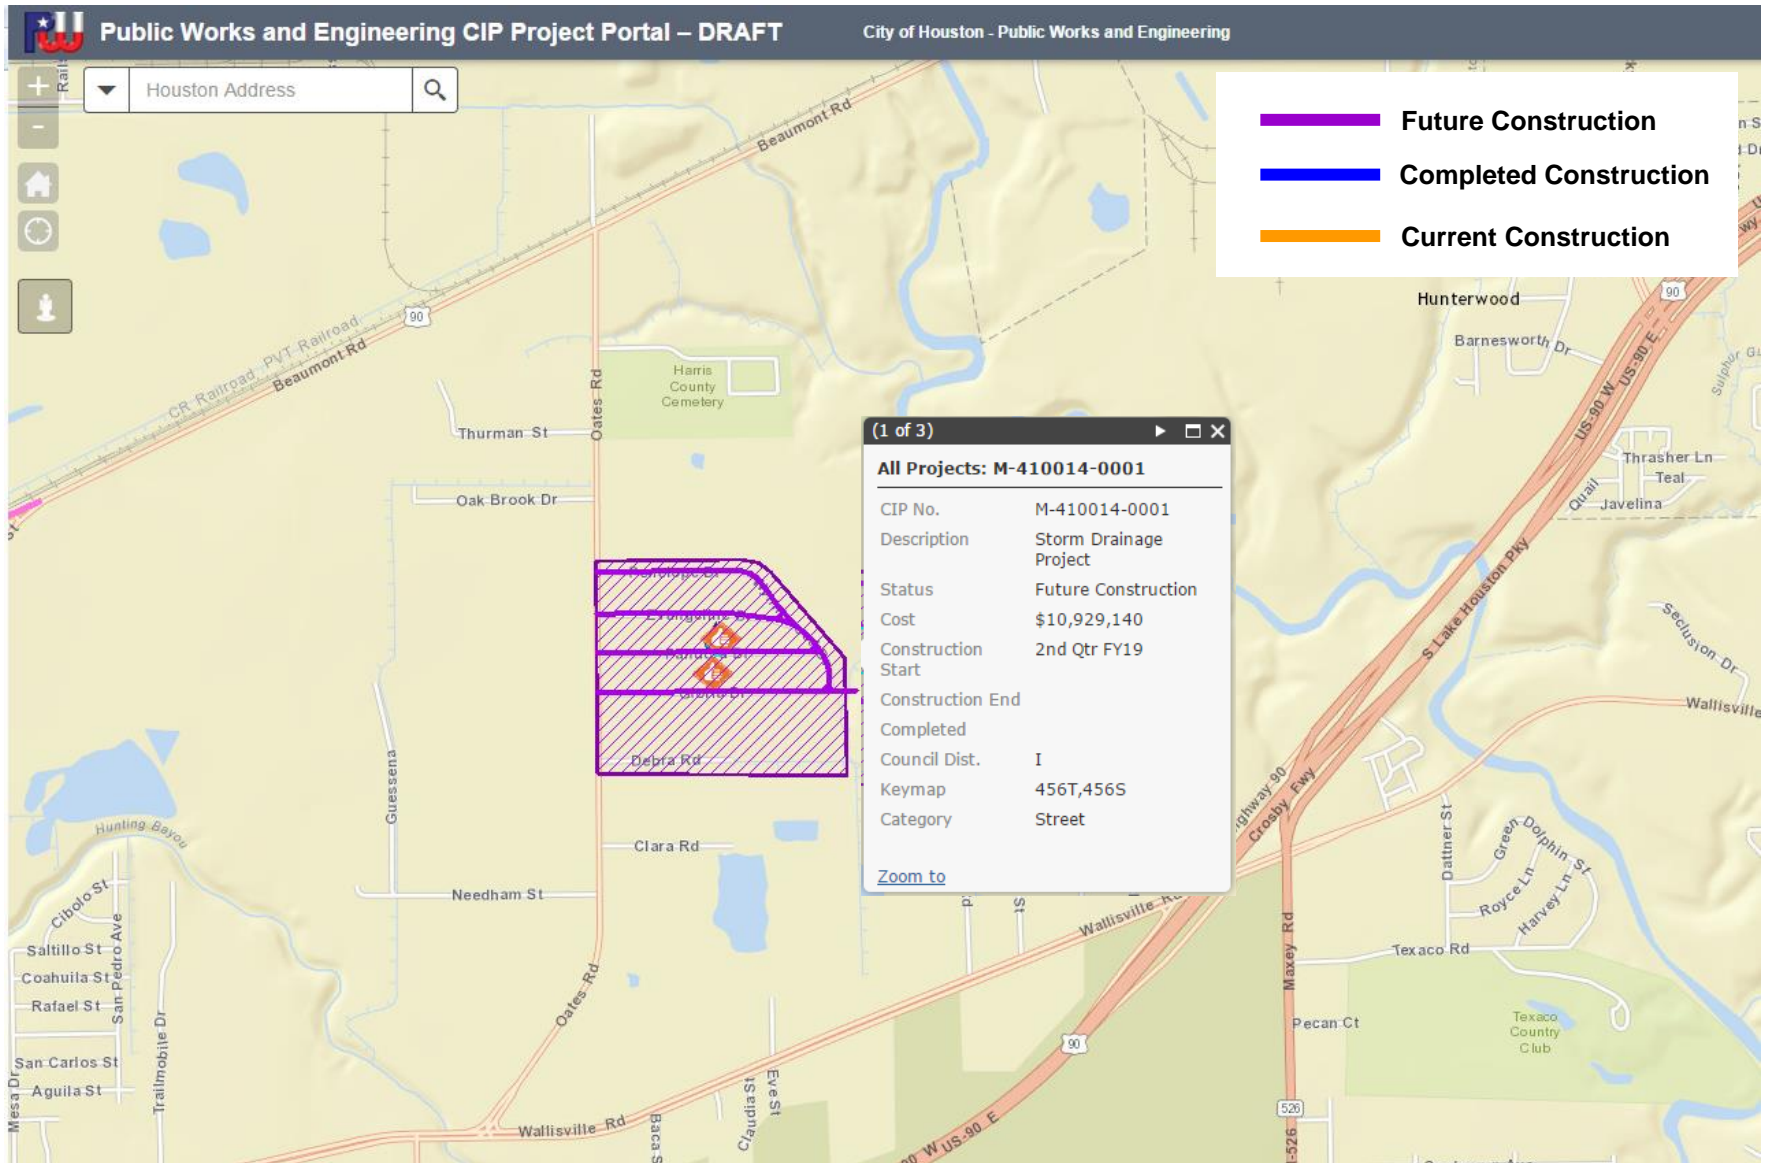 Public Works and Engineering CIP Project Portal – DRAFT
City of Houston - Public Works and Engineering
Houston Address
Future Construction
Completed Construction
Current Construction
Beaumont Rd
90
CR Railroad PVT Railroad
Beaumont Rd
Oates Rd
Harris
County
Cemetery
Hunterwood
90
Barnesworth Dr
US-90 W
US-90 E
Thurman St
Oak Brook Dr
Thrasher Ln
Teal
Quail
Javelina
(1 of 3)
All Projects: M-410014-0001
CIP No. M-410014-0001
Description Storm Drainage
Project
Status Future Construction
Cost $10,929,140
Construction
Start 2nd Qtr FY19
Construction End
Completed
Council Dist. I
Keymap 456T,456S
Category Street
Zoom to
Debra Rd
S Lake Houston Pky
Seclusion Dr
Wallisville
Guessena
Hunting Bayou
Clara Rd
Needham St
Crosby Fwy
Dattner St
Green Dolphin St
Royce Ln
Harvey Ln
Cibolo St
Saltillo St
Coahuila St
Rafael St
San Pedro Ave
San Carlos St
Aguila St
Mesa Dr
Trailmobile Dr
Oates Rd
St
Wallisville
Maxey Rd
Texaco Rd
Pecan Ct
Texaco
Country
Club
90
526
Wallisville Rd
Baca S
Claudia St
Eve St
W US-90 E
I-526